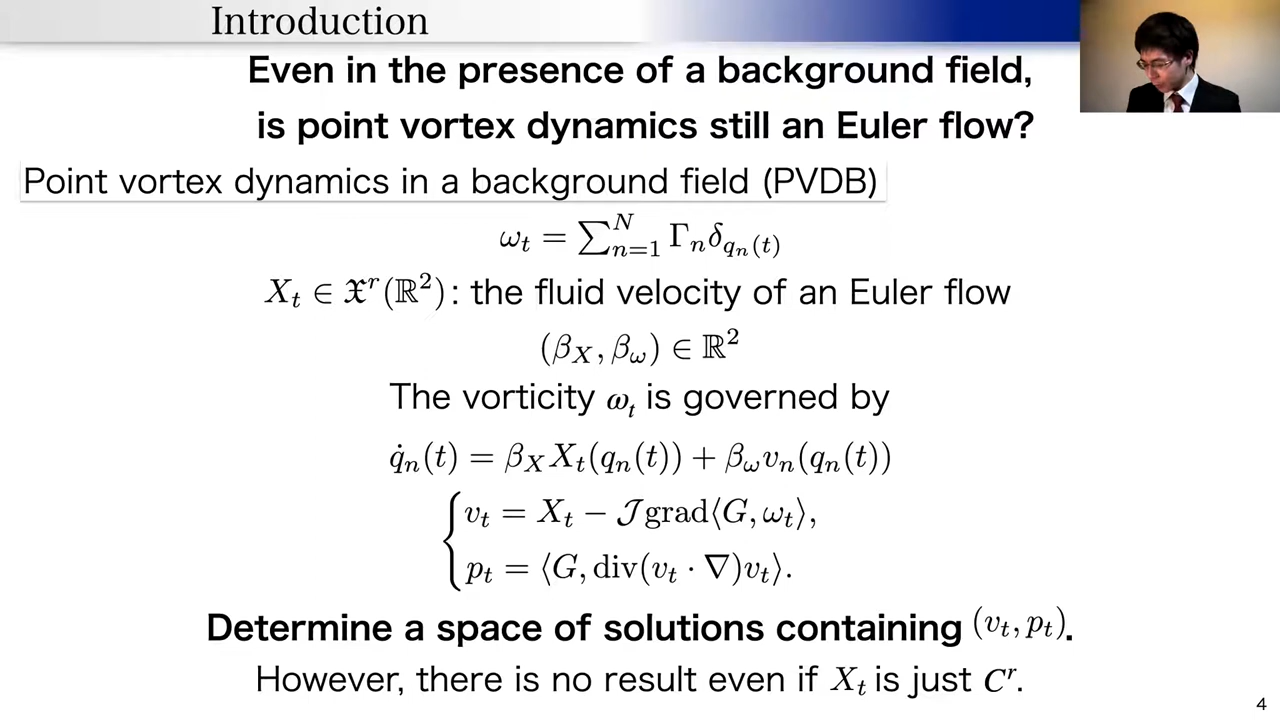 Introduction
Even in the presence of a background field,
is point vortex dynamics still an Euler flow?
Point vortex dynamics in a background field (PVDB)
ω_t = ∑_{n=1}^{N} Γ_n δ_{q_n(t)}
X_t ∈ 𝔛^r(ℝ²) : the fluid velocity of an Euler flow
(β_X, β_ω) ∈ ℝ²
The vorticity ω_t is governed by
q̇_n(t) = β_X X_t(q_n(t)) + β_ω v_n(q_n(t))
v_t = X_t − 𝒥grad⟨G, ω_t⟩,
p_t = ⟨G, div(v_t · ∇)v_t⟩.
Determine a space of solutions containing (v_t, p_t).
However, there is no result even if X_t is just C^r.
4